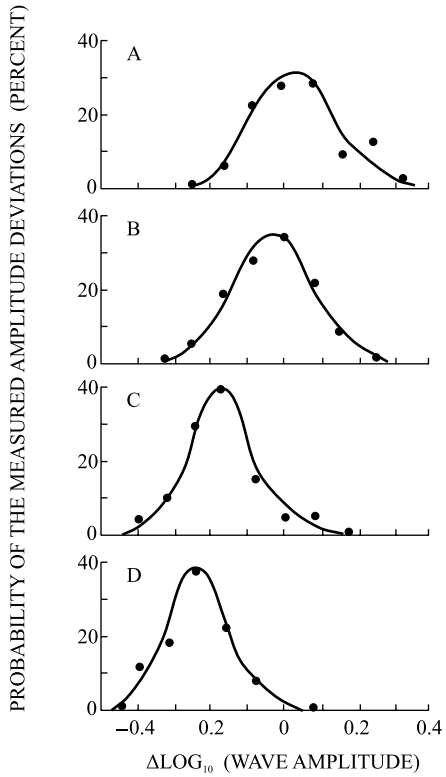 PROBABILITY OF THE MEASURED AMPLITUDE DEVIATIONS (PERCENT)
A
40
20
0
B
40
20
0
C
40
20
0
D
40
20
0
−0.4 0.2 0 0.2 0.4
ΔLOG₁₀ (WAVE AMPLITUDE)